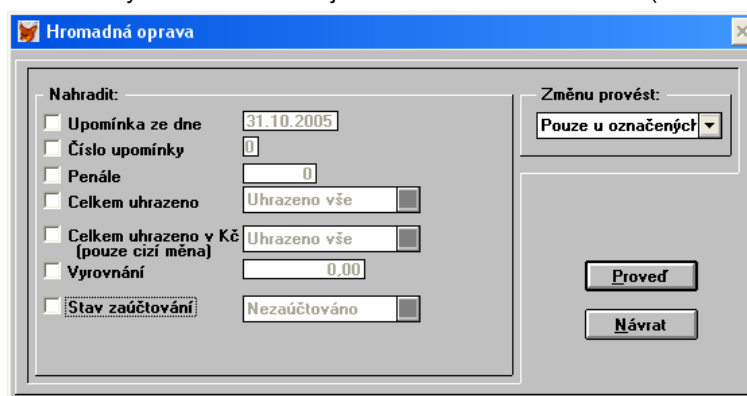 Hromadná oprava
Nahradit:
Upomínka ze dne 31.10.2005
Číslo upomínky 0
Penále 0
Celkem uhrazeno Uhrazeno vše
Celkem uhrazeno v Kč Uhrazeno vše
(pouze cizí měna)
Vyrovnání 0,00
Stav zaúčtování Nezaúčtováno
Změnu provést:
Pouze u označených
Proveď
Návrat